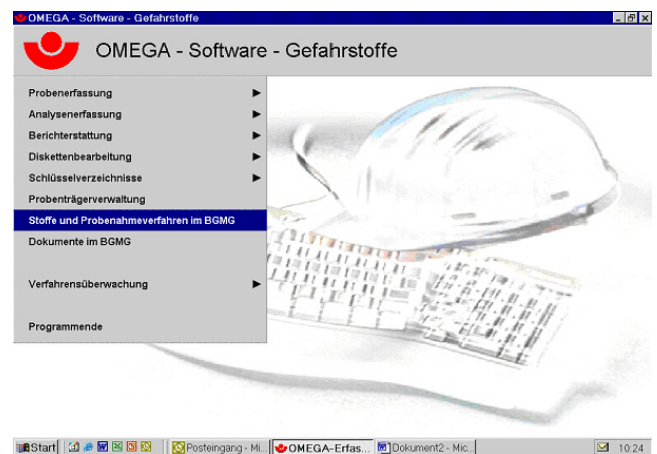 OMEGA - Software - Gefahrstoffe
OMEGA - Software - Gefahrstoffe
Probenerfassung
Analysenerfassung
Berichterstattung
Diskettenbearbeitung
Schlüsselverzeichnisse
Probenträgerverwaltung
Stoffe und Probenahmeverfahren im BGMG
Dokumente im BGMG
Verfahrensüberwachung
Programmende
Start Posteingang - Mi... OMEGA-Erfas... Dokument2 - Mic... 10:24